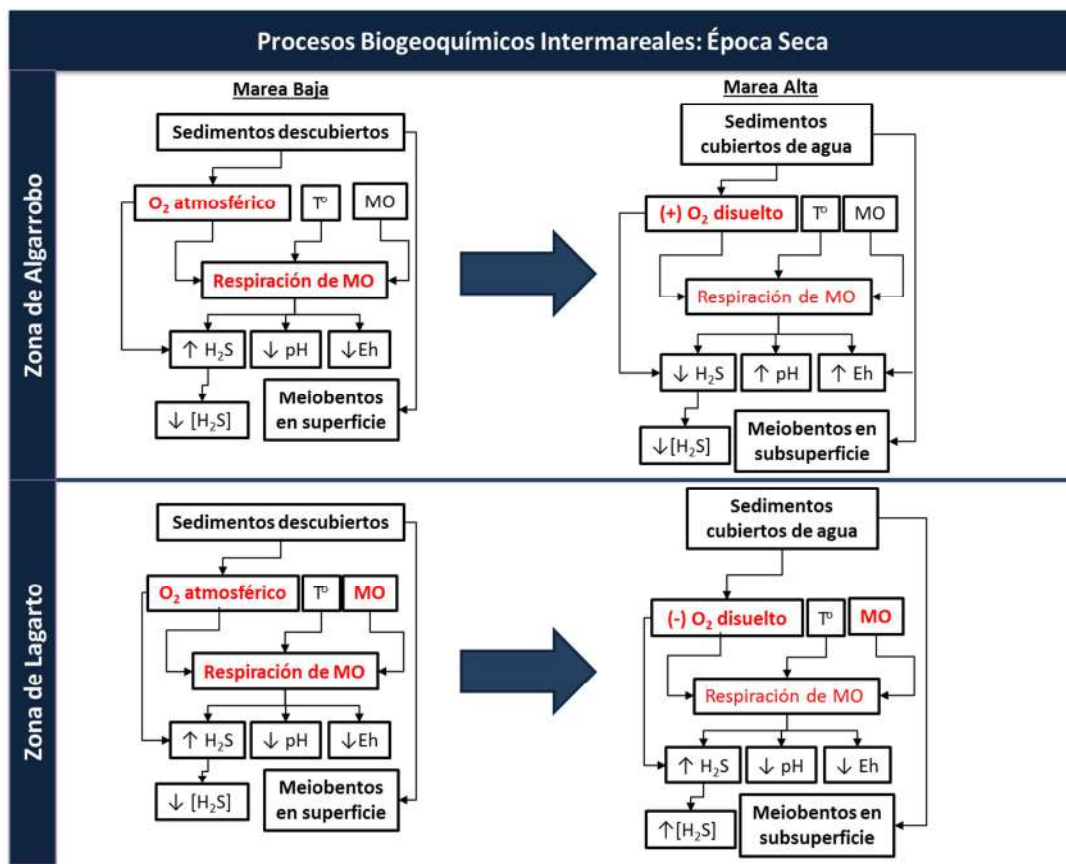 Procesos Biogeoquímicos Intermareales: Época Seca
Zona de Algarrobo
Marea Baja
Sedimentos descubiertos
O₂ atmosférico
Tº
MO
Respiración de MO
↑ H₂S
↓ pH
↓Eh
↓ [H₂S]
Meiobentos
en superficie
Marea Alta
Sedimentos
cubiertos de agua
(+) O₂ disuelto
Tº
MO
Respiración de MO
↓ H₂S
↑ pH
↑ Eh
↓[H₂S]
Meiobentos en
subsuperficie
Zona de Lagarto
Sedimentos descubiertos
O₂ atmosférico
Tº
MO
Respiración de MO
↑ H₂S
↓ pH
↓Eh
↓ [H₂S]
Meiobentos
en superficie
Sedimentos
cubiertos de agua
(-) O₂ disuelto
Tº
MO
Respiración de MO
↑ H₂S
↓ pH
↓ Eh
↑[H₂S]
Meiobentos en
subsuperficie